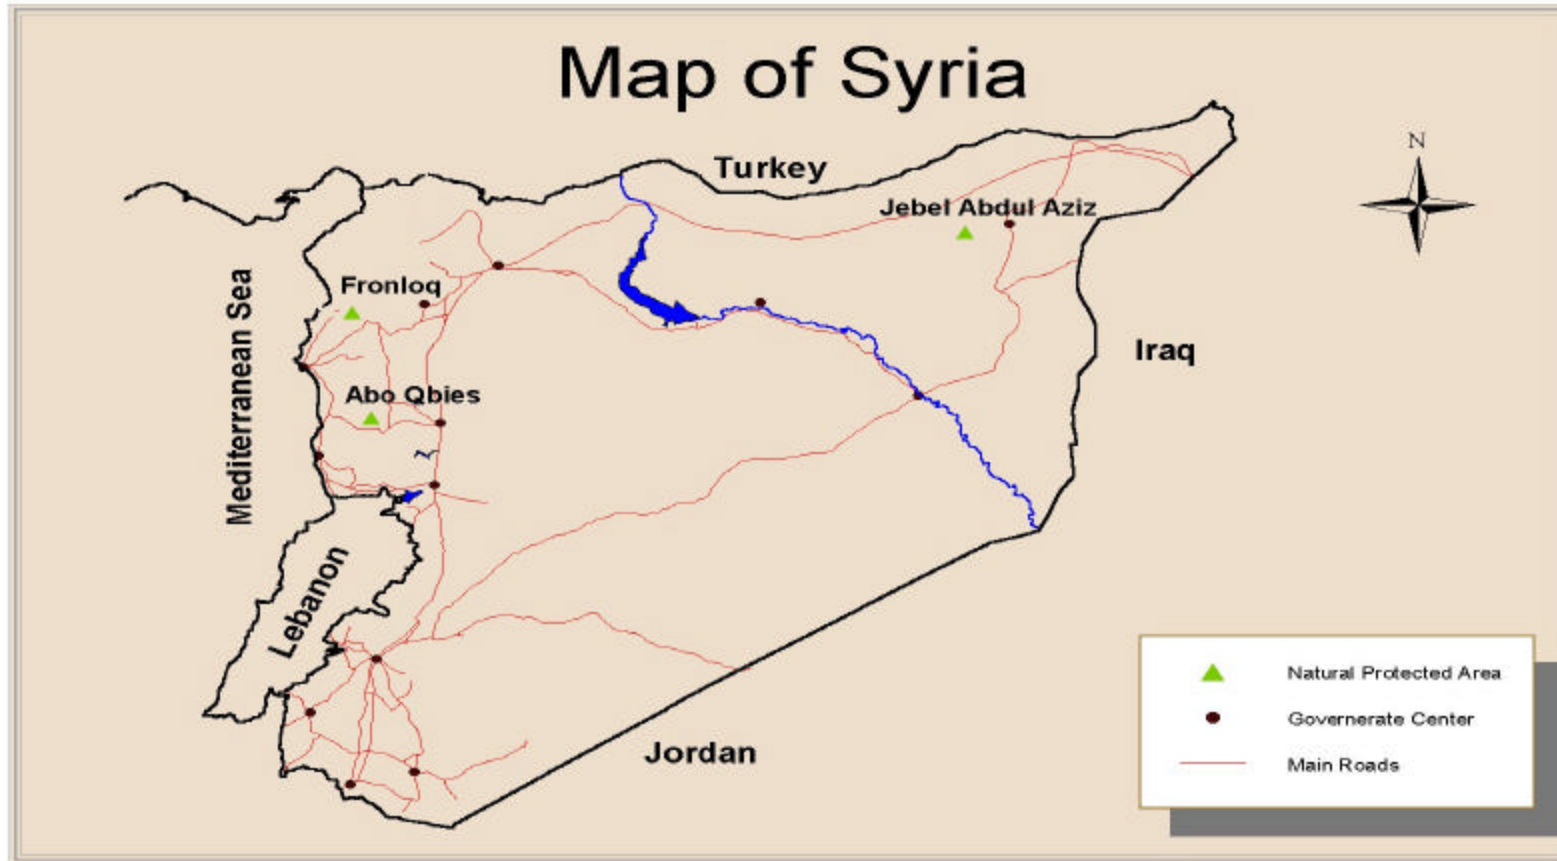 Map of Syria
N
Turkey
Jebel Abdul Aziz
Fronloq
Mediterranean Sea
Iraq
Abo Qbies
Lebanon
Jordan
Natural Protected Area
Governerate Center
Main Roads